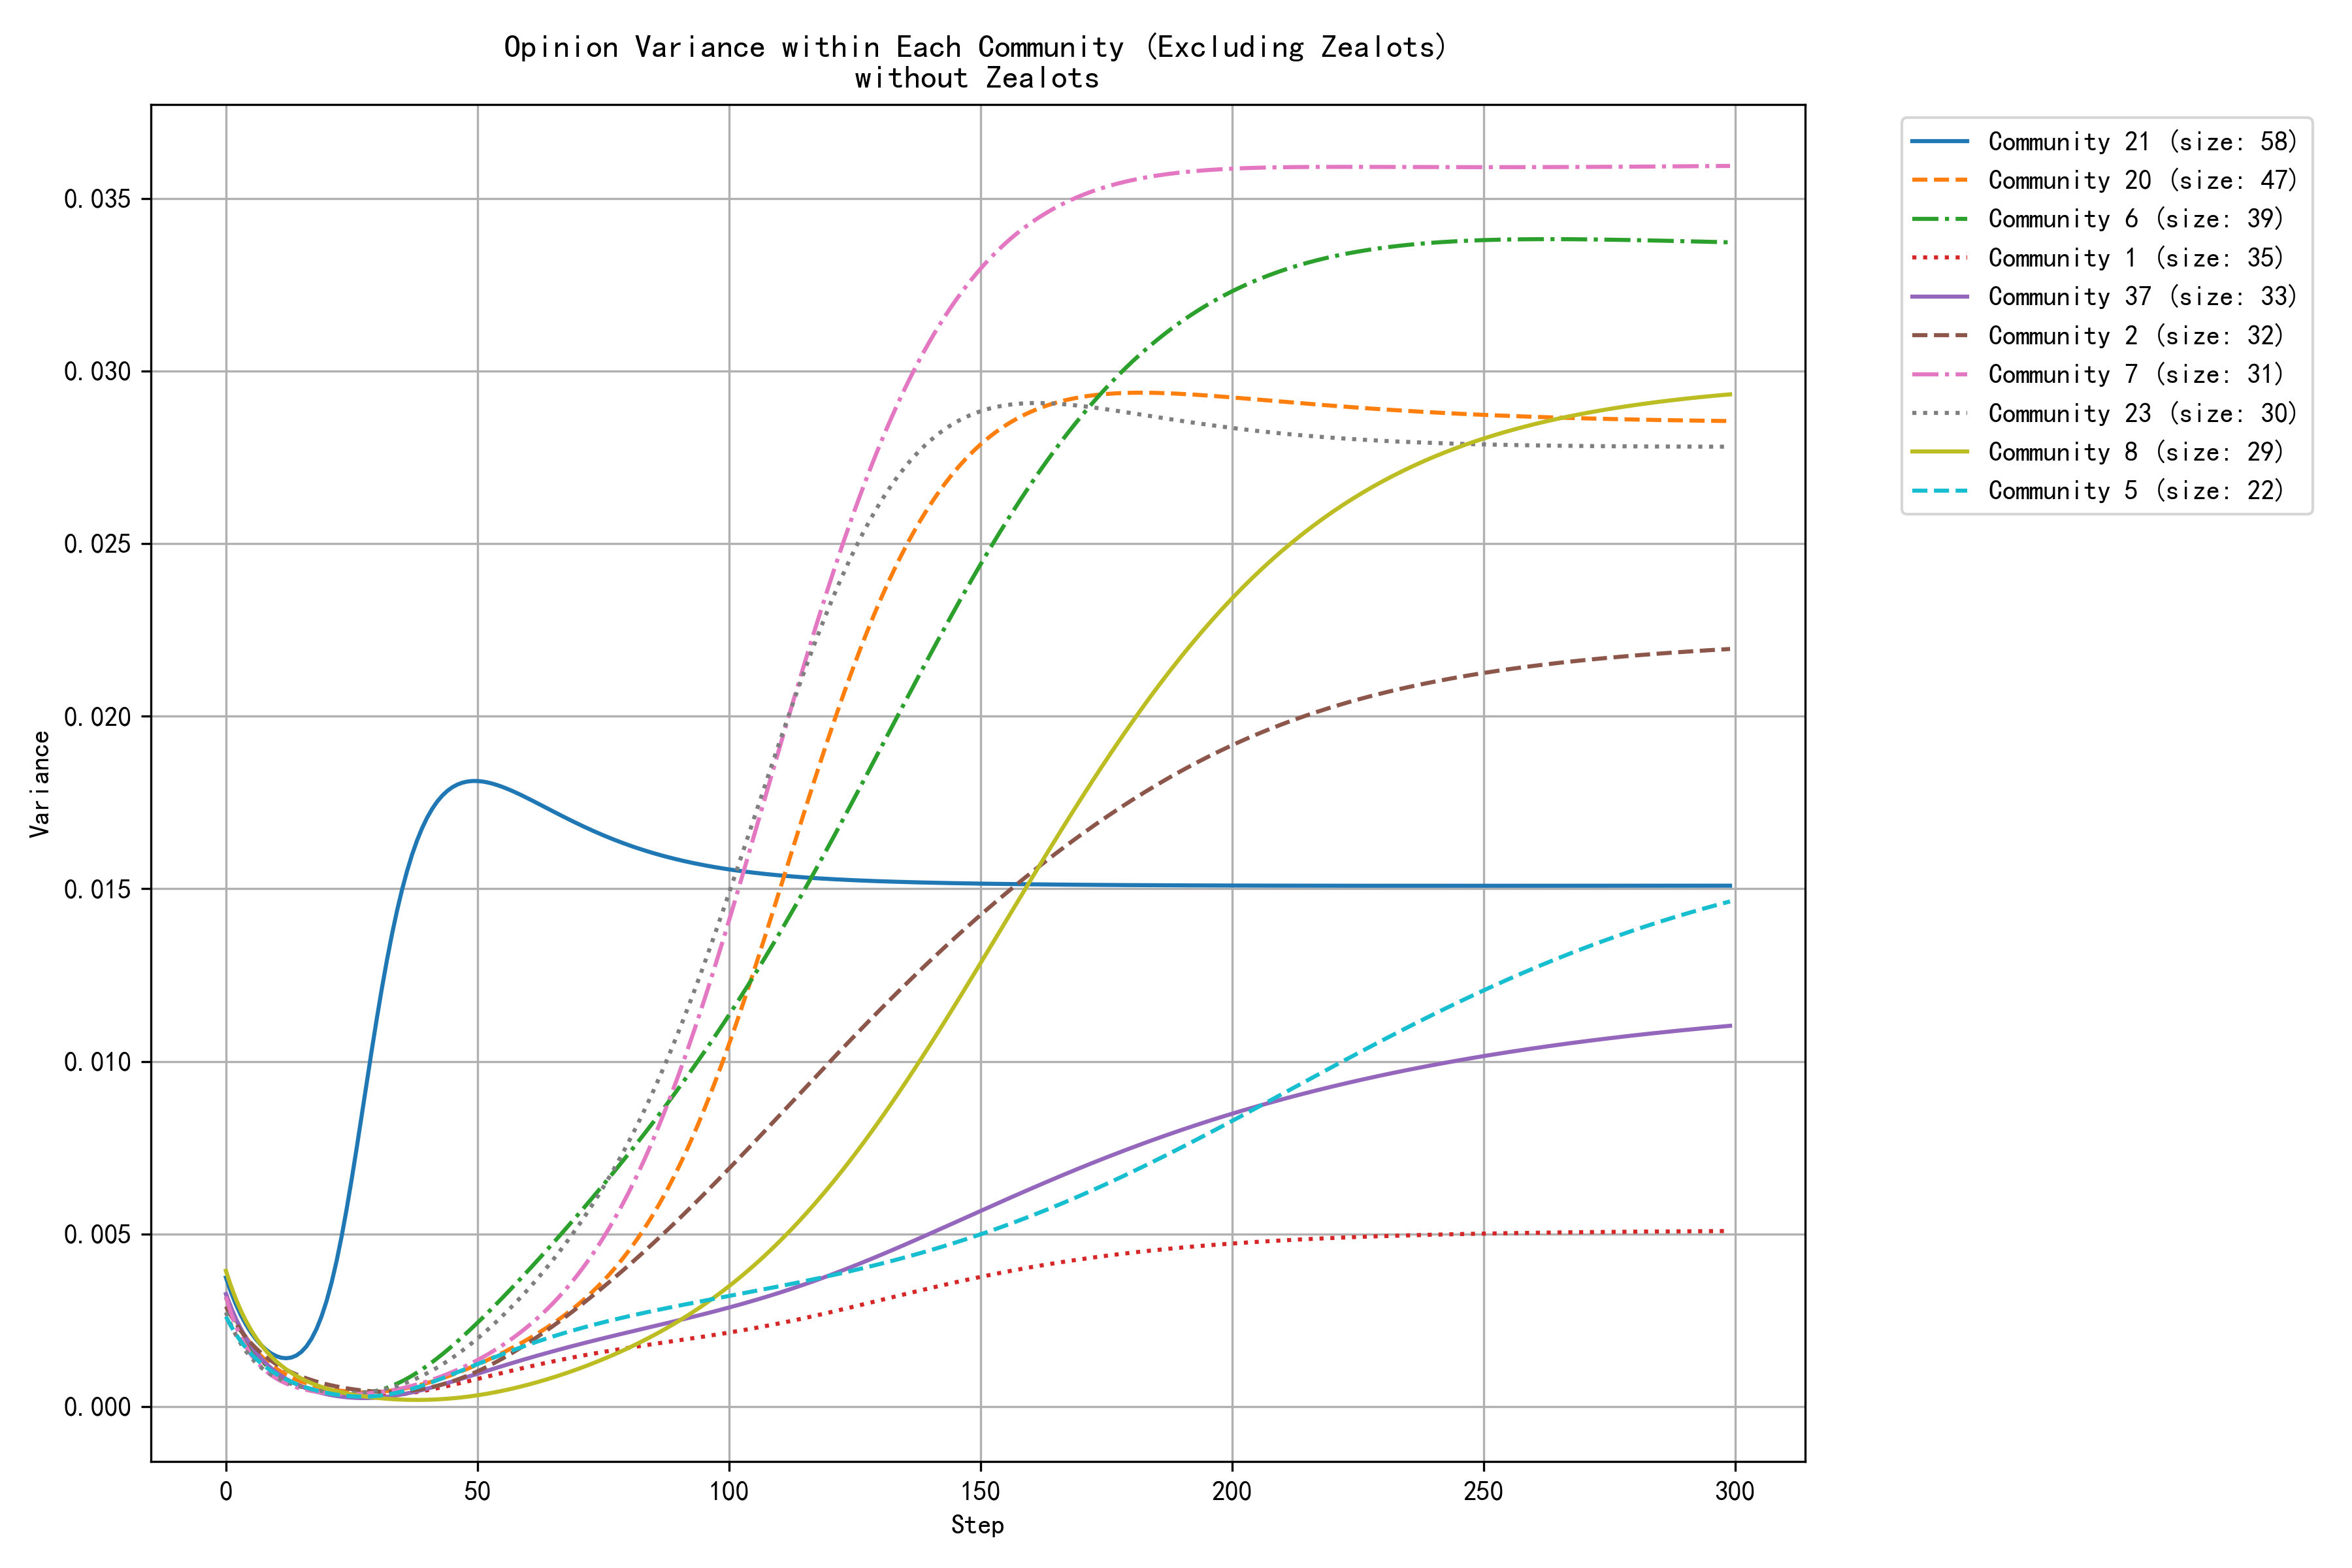 Opinion Variance within Each Community (Excluding Zealots)
without Zealots
Variance
0.035
0.030
0.025
0.020
0.015
0.010
0.005
0.000
0 50 100 150 200 250 300
Step
Community 21 (size: 58)
Community 20 (size: 47)
Community 6 (size: 39)
Community 1 (size: 35)
Community 37 (size: 33)
Community 2 (size: 32)
Community 7 (size: 31)
Community 23 (size: 30)
Community 8 (size: 29)
Community 5 (size: 22)